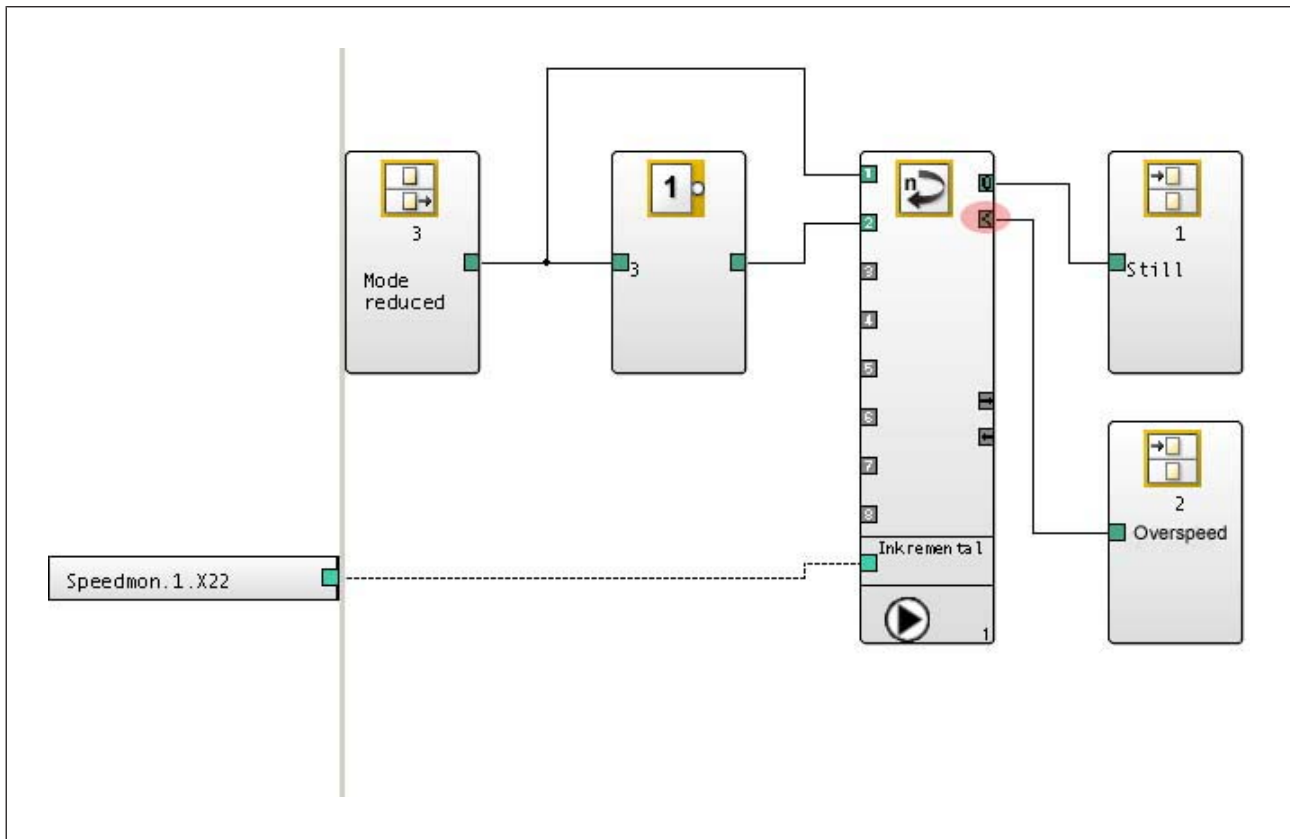 3
Mode
reduced
1
3
n
1
2
3
4
5
6
7
8
U
<
Inkremental
1
1
Still
2
Overspeed
Speedmon.1.X22